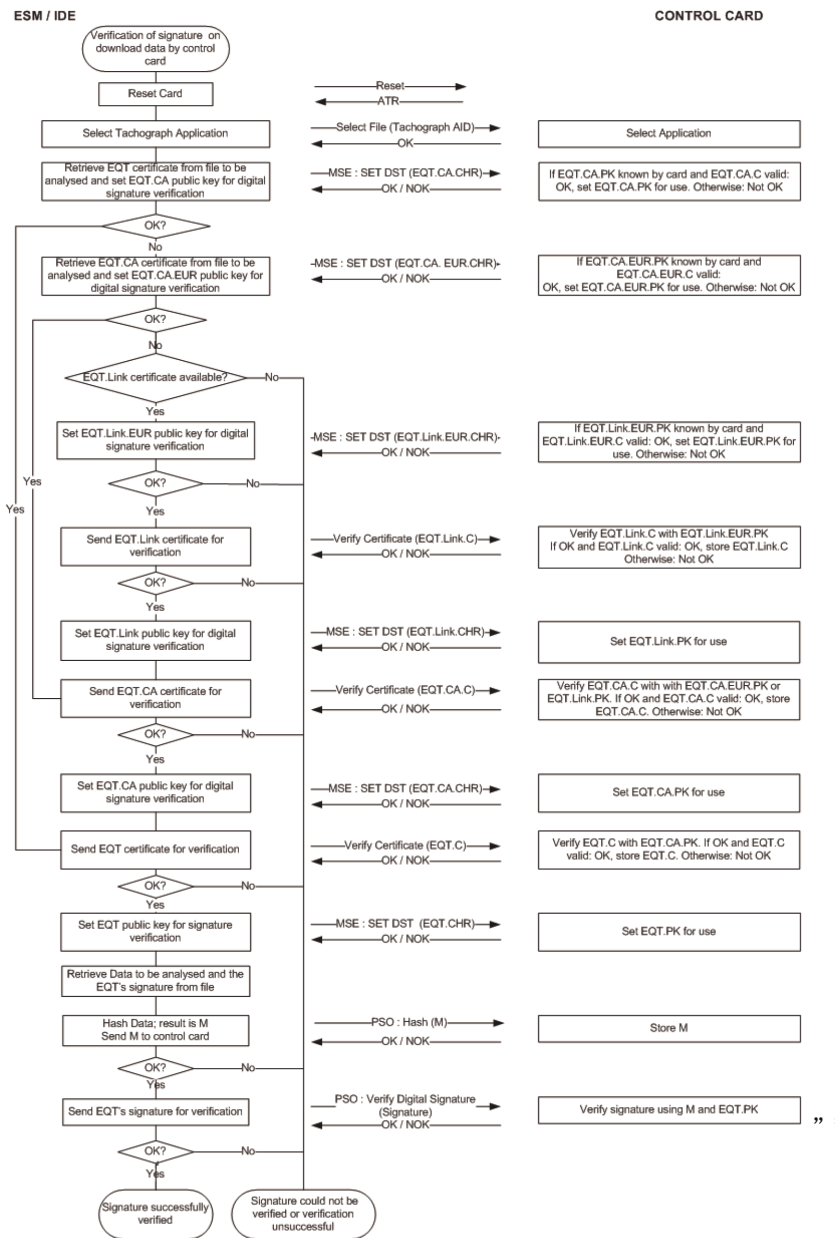 ESM / IDE
CONTROL CARD
Verification of signature on
download data by control
card
Reset Card
Reset
ATR
Select Tachograph Application
Select File (Tachograph AID)
OK
Select Application
Retrieve EQT certificate from file to be
analysed and set EQT.CA public key for digital
signature verification
MSE : SET DST (EQT.CA.CHR)
OK / NOK
If EQT.CA.PK known by card and EQT.CA.C valid:
OK, set EQT.CA.PK for use. Otherwise: Not OK
OK?
No
Retrieve EQT.CA certificate from file to be
analysed and set EQT.CA.EUR public key for
digital signature verification
MSE : SET DST (EQT.CA. EUR.CHR)
OK / NOK
If EQT.CA.EUR.PK known by card and
EQT.CA.EUR.C valid:
OK, set EQT.CA.EUR.PK for use. Otherwise: Not OK
OK?
No
EQT.Link certificate available?
No
Yes
Set EQT.Link.EUR public key for digital
signature verification
MSE : SET DST (EQT.Link.EUR.CHR)
OK / NOK
If EQT.Link.EUR.PK known by card and
EQT.Link.EUR.C valid: OK, set EQT.Link.EUR.PK for
use. Otherwise: Not OK
Yes
OK?
No
Yes
Yes
Send EQT.Link certificate for
verification
Verify Certificate (EQT.Link.C)
OK / NOK
Verify EQT.Link.C with EQT.Link.EUR.PK
If OK and EQT.Link.C valid: OK, store EQT.Link.C
Otherwise: Not OK
OK?
No
Yes
Set EQT.Link public key for digital
signature verification
MSE : SET DST (EQT.Link.CHR)
OK / NOK
Set EQT.Link.PK for use
Send EQT.CA certificate for
verification
Verify Certificate (EQT.CA.C)
OK / NOK
Verify EQT.CA.C with with EQT.CA.EUR.PK or
EQT.Link.PK. If OK and EQT.CA.C valid: OK, store
EQT.CA.C. Otherwise: Not OK
OK?
No
Yes
Set EQT.CA public key for digital
signature verification
MSE : SET DST (EQT.CA.CHR)
OK / NOK
Set EQT.CA.PK for use
Send EQT certificate for verification
Verify Certificate (EQT.C)
OK / NOK
Verify EQT.C with EQT.CA.PK. If OK and EQT.C
valid: OK, store EQT.C. Otherwise: Not OK
OK?
No
Yes
Set EQT public key for signature
verification
MSE : SET DST (EQT.CHR)
OK / NOK
Set EQT.PK for use
Retrieve Data to be analysed and the
EQT's signature from file
Hash Data; result is M
Send M to control card
PSO : Hash (M)
OK / NOK
Store M
OK?
No
Yes
Send EQT's signature for verification
PSO : Verify Digital Signature
(Signature)
OK / NOK
Verify signature using M and EQT.PK
”
OK?
No
Yes
Signature successfully
verified
Signature could not be
verified or verification
unsuccessful